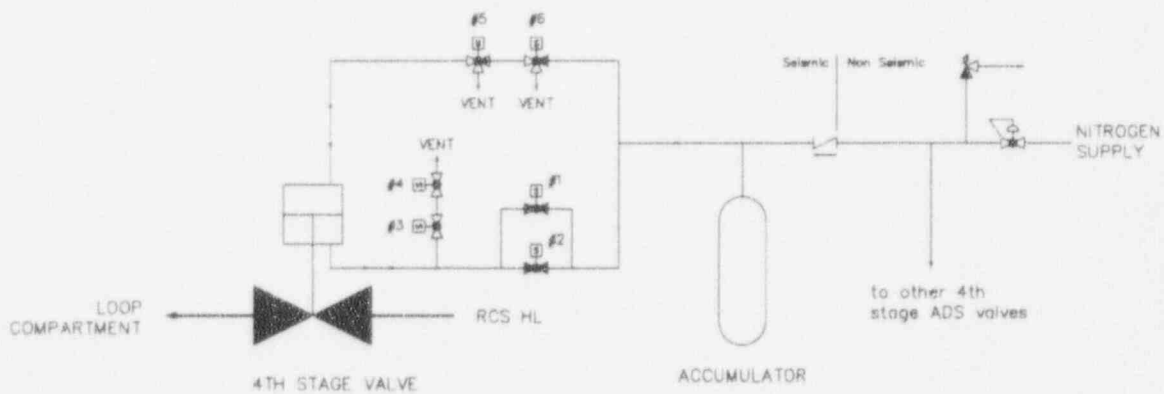 #5
#6
Seismic
Non Seismic
VENT
VENT
NITROGEN
SUPPLY
VENT
#4
#1
#3
#2
LOOP
COMPARTMENT
RCS HL
to other 4th
stage ADS valves
ACCUMULATOR
4TH STAGE VALVE